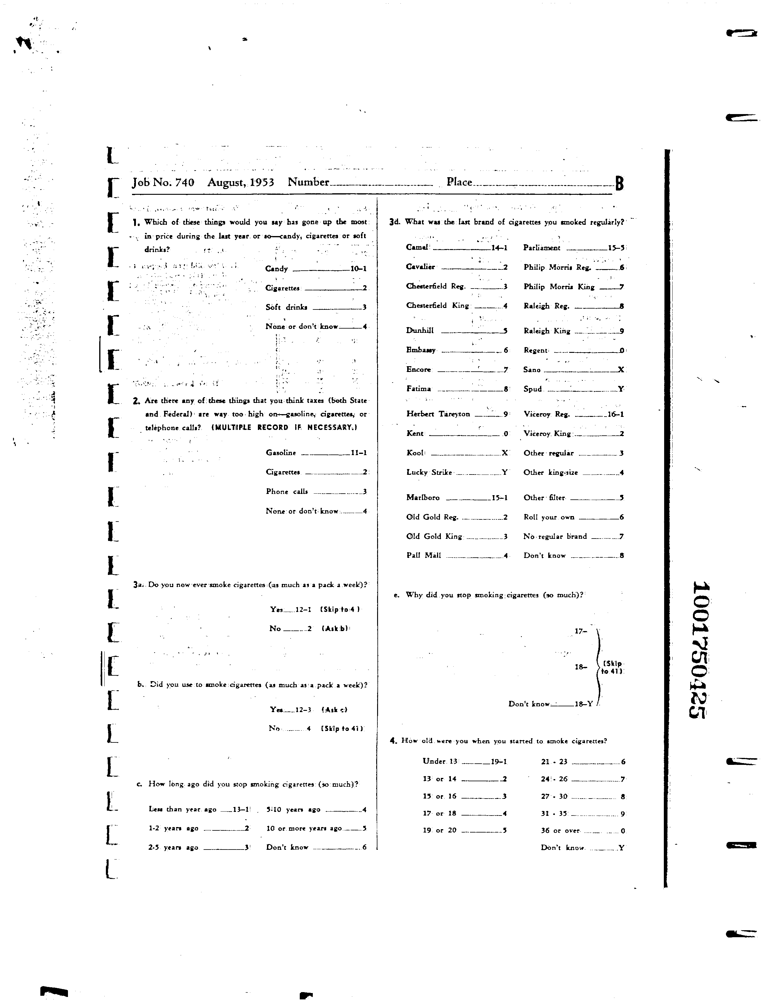 Job No. 740 August, 1953 Number Place B
1. Which of these things would you say has gone up the most
in price during the last year or so—candy, cigarettes or soft
drinks?
Candy 10-1
Cigarettes 2
Soft drinks 3
None or don't know 4
2. Are there any of these things that you think taxes (both State
and Federal) are way too high on—gasoline, cigarettes, or
telephone calls? (MULTIPLE RECORD IF NECESSARY.)
Gasoline 11-1
Cigarettes 2
Phone calls 3
None or don't know 4
3a. Do you now ever smoke cigarettes (as much as a pack a week)?
Yes 12-1 (Skip to 4)
No 2 (Ask b)
b. Did you use to smoke cigarettes (as much as a pack a week)?
Yes 12-3 (Ask c)
No 4 (Skip to 41)
c. How long ago did you stop smoking cigarettes (so much)?
Less than year ago 13-1 5-10 years ago 4
1-2 years ago 2 10 or more years ago 5
2-5 years ago 3 Don't know 6
3d. What was the last brand of cigarettes you smoked regularly?
Camel 14-1 Parliament 15-5
Cavalier 2 Philip Morris Reg. 6
Chesterfield Reg. 3 Philip Morris King 7
Chesterfield King 4 Raleigh Reg. 8
Dunhill 5 Raleigh King 9
Embassy 6 Regent 0
Encore 7 Sano X
Fatima 8 Spud Y
Herbert Tareyton 9 Viceroy Reg. 16-1
Kent 0 Viceroy King 2
Kool X Other regular 3
Lucky Strike Y Other king-size 4
Marlboro 15-1 Other filter 5
Old Gold Reg. 2 Roll your own 6
Old Gold King 3 No regular brand 7
Pall Mall 4 Don't know 8
e. Why did you stop smoking cigarettes (so much)?
17-
18- (Skip
to 41)
Don't know 18-Y
4. How old were you when you started to smoke cigarettes?
Under 13 19-1 21 - 23 6
13 or 14 2 24 - 26 7
15 or 16 3 27 - 30 8
17 or 18 4 31 - 35 9
19 or 20 5 36 or over 0
Don't know Y
1001750425